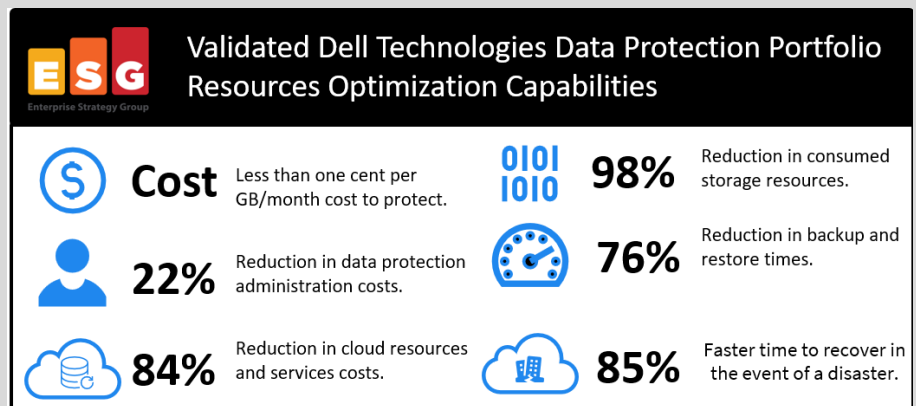 ESG
Enterprise Strategy Group
Validated Dell Technologies Data Protection Portfolio
Resources Optimization Capabilities
$
Cost
Less than one cent per
GB/month cost to protect.
0101
1010
98%
Reduction in consumed
storage resources.
22%
Reduction in data protection
administration costs.
76%
Reduction in backup and
restore times.
84%
Reduction in cloud resources
and services costs.
85%
Faster time to recover in
the event of a disaster.